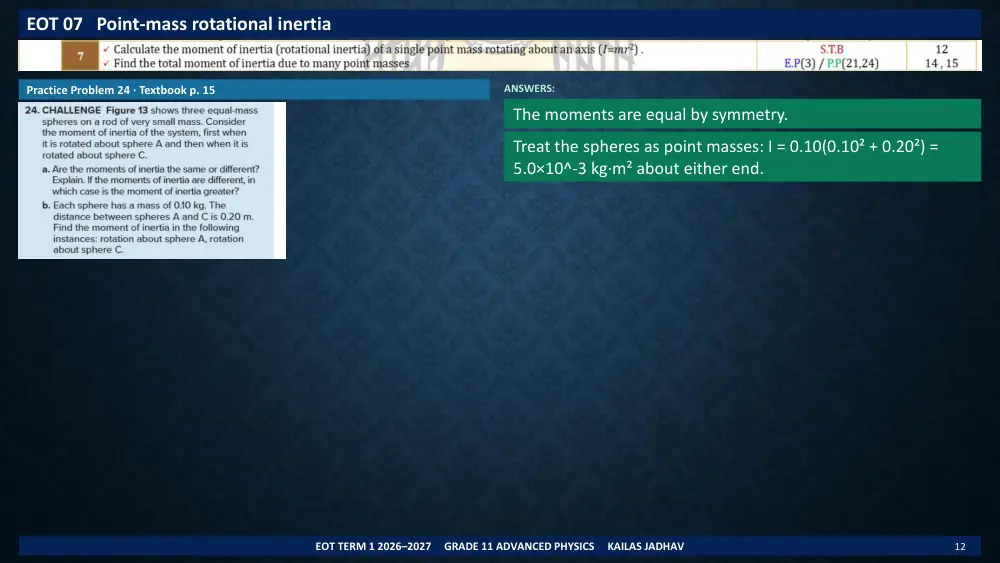 EOT 07 Point-mass rotational inertia
7
✓ Calculate the moment of inertia (rotational inertia) of a single point mass rotating about an axis (I=mr²) .
✓ Find the total moment of inertia due to many point masses
S.T.B
E.P(3) / P.P(21,24)
12
14 , 15
Practice Problem 24 · Textbook p. 15
24. CHALLENGE Figure 13 shows three equal-mass
spheres on a rod of very small mass. Consider
the moment of inertia of the system, first when
it is rotated about sphere A and then when it is
rotated about sphere C.
a. Are the moments of inertia the same or different?
Explain. If the moments of inertia are different, in
which case is the moment of inertia greater?
b. Each sphere has a mass of 0.10 kg. The
distance between spheres A and C is 0.20 m.
Find the moment of inertia in the following
instances: rotation about sphere A, rotation
about sphere C.
ANSWERS:
The moments are equal by symmetry.
Treat the spheres as point masses: I = 0.10(0.10² + 0.20²) =
5.0×10^-3 kg·m² about either end.
EOT TERM 1 2026–2027 GRADE 11 ADVANCED PHYSICS KAILAS JADHAV
12